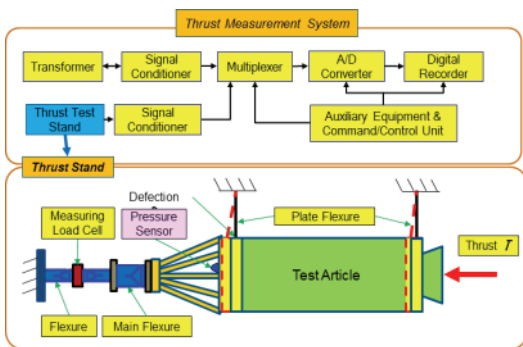 Thrust Measurement System
Transformer
Signal
Conditioner
Multiplexer
A/D
Converter
Digital
Recorder
Thrust Test
Stand
Signal
Conditioner
Auxiliary Equipment &
Command/Control Unit
Thrust Stand
Defection
Measuring
Load Cell
Pressure
Sensor
Plate Flexure
Thrust T
Test Article
Flexure
Main Flexure